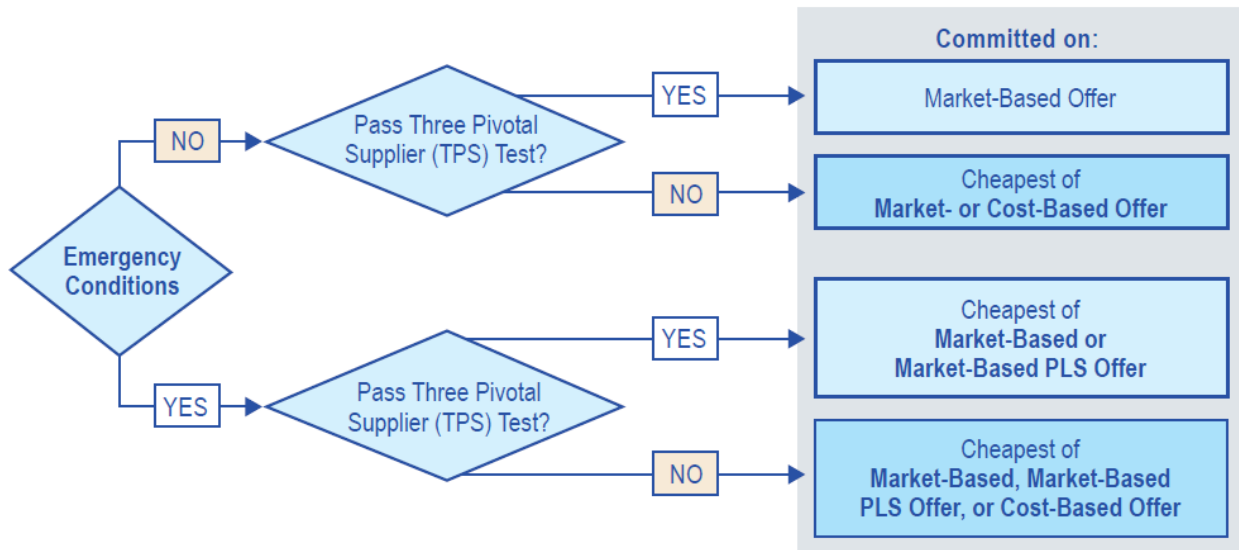 Committed on:
YES
Market-Based Offer
Pass Three Pivotal
Supplier (TPS) Test?
NO
NO
Cheapest of
Market- or Cost-Based Offer
Emergency
Conditions
YES
Cheapest of
Market-Based or
Market-Based PLS Offer
YES
Pass Three Pivotal
Supplier (TPS) Test?
NO
Cheapest of
Market-Based, Market-Based
PLS Offer, or Cost-Based Offer